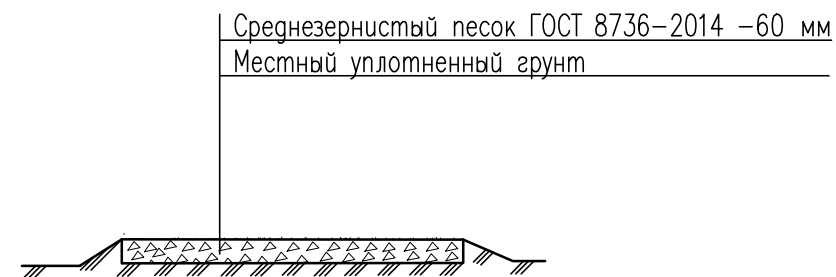 Среднезернистый песок ГОСТ 8736-2014 -60 мм
Местный уплотненный грунт